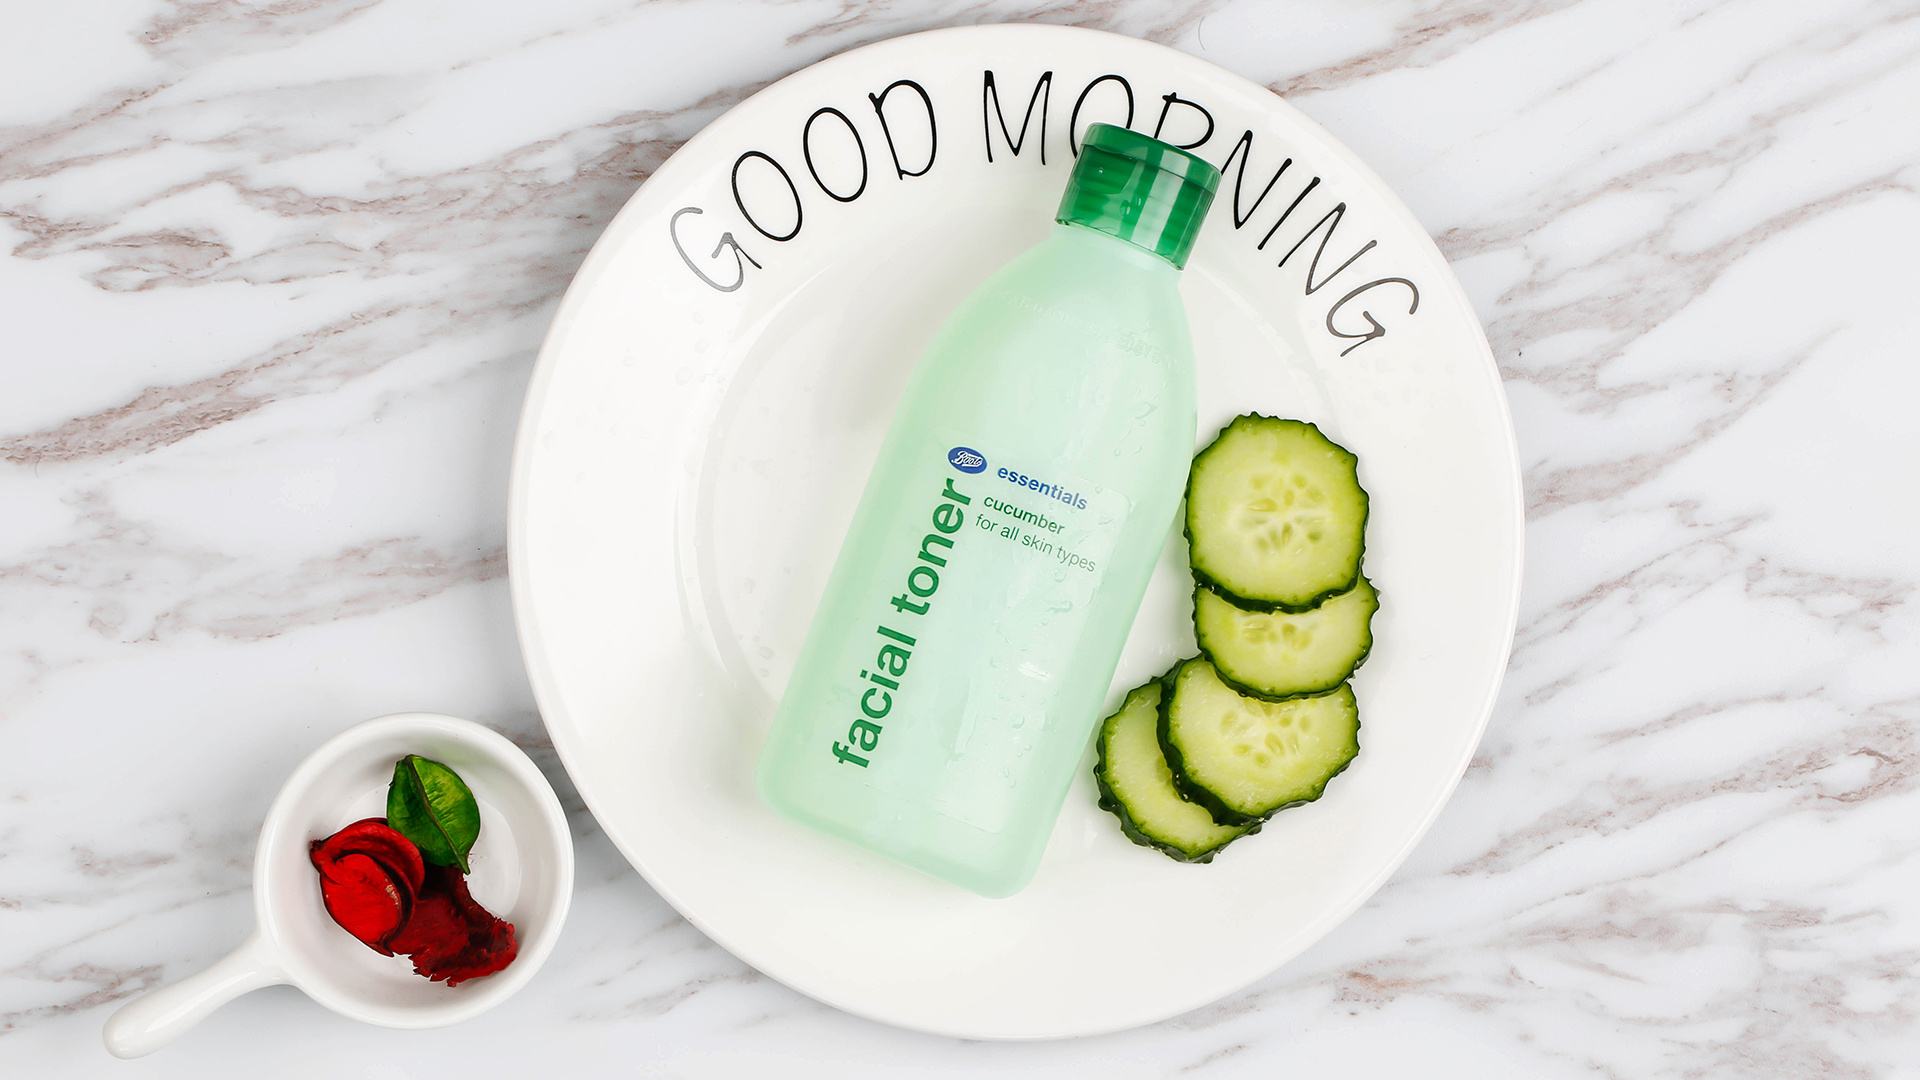 GOOD MORNING
Boots
essentials
cucumber
for all skin types
facial toner